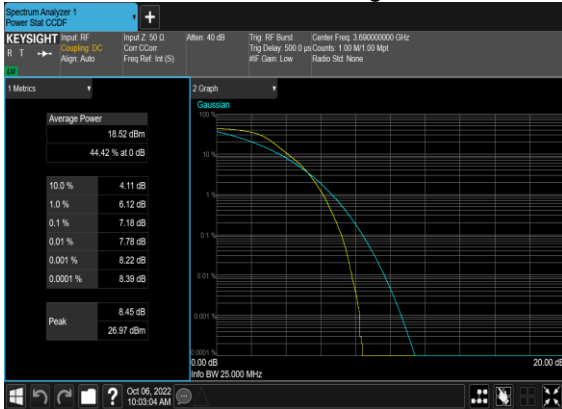 Spectrum Analyzer 1
Power Stat CCDF
+
KEYSIGHT Input: RF Input Z: 50 Ω Atten: 40 dB Trig: RF Burst Center Freq: 3.690000000 GHz
R T Coupling: DC Corr CCorr Trig Delay: 500.0 µs Counts: 1.00 M/1.00 Mpt
Align: Auto Freq Ref: Int (S) #IF Gain: Low Radio Std: None
1 Metrics
2 Graph
Average Power
18.52 dBm
44.42 % at 0 dB
10.0 % 4.11 dB
1.0 % 6.12 dB
0.1 % 7.18 dB
0.01 % 7.78 dB
0.001 % 8.22 dB
0.0001 % 8.39 dB
Peak 8.45 dB
26.97 dBm
Gaussian
100 %
10 %
1 %
0.1 %
0.01 %
0.001 %
0.0001 %
0.00 dB 20.00 dB
Info BW 25.000 MHz
? Oct 06, 2022
10:03:04 AM